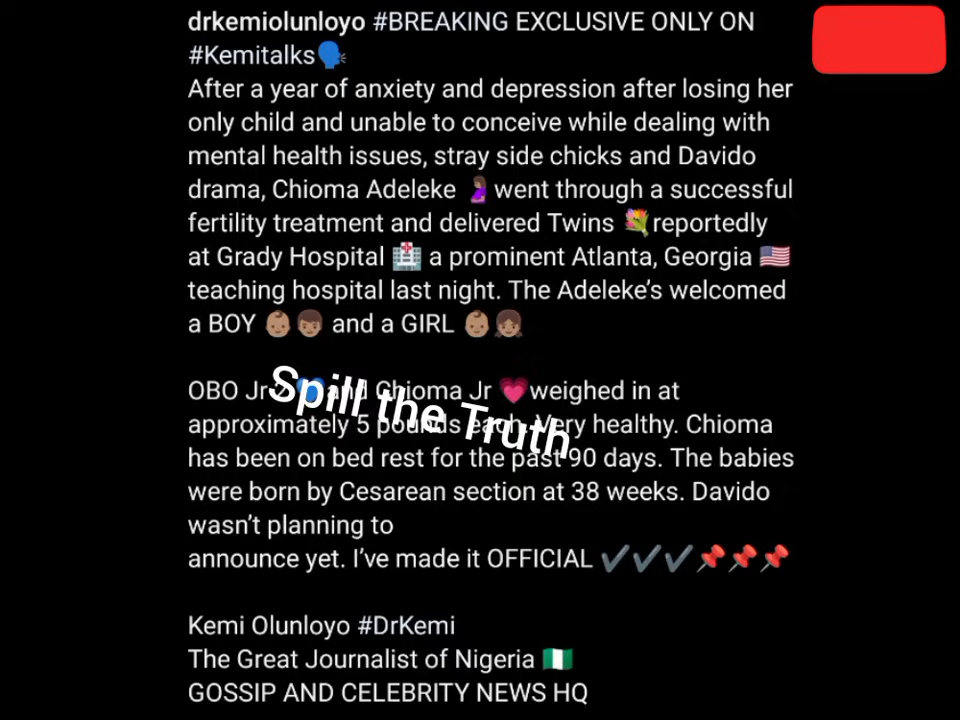 drkemiolunloyo #BREAKING EXCLUSIVE ONLY ON
#Kemitalks🗣️
After a year of anxiety and depression after losing her
only child and unable to conceive while dealing with
mental health issues, stray side chicks and Davido
drama, Chioma Adeleke 🤰🏽went through a successful
fertility treatment and delivered Twins 💐reportedly
at Grady Hospital 🏥 a prominent Atlanta, Georgia 🇺🇸
teaching hospital last night. The Adeleke’s welcomed
a BOY 👶🏽👦🏽 and a GIRL 👶🏽👧🏽
OBO Jr 💙and Chioma Jr 💗weighed in at
approximately 5 pounds each. Very healthy. Chioma
has been on bed rest for the past 90 days. The babies
were born by Cesarean section at 38 weeks. Davido
wasn’t planning to
announce yet. I’ve made it OFFICIAL ✔️✔️✔️📌📌📌
Kemi Olunloyo #DrKemi
The Great Journalist of Nigeria 🇳🇬
GOSSIP AND CELEBRITY NEWS HQ
Spill the Truth